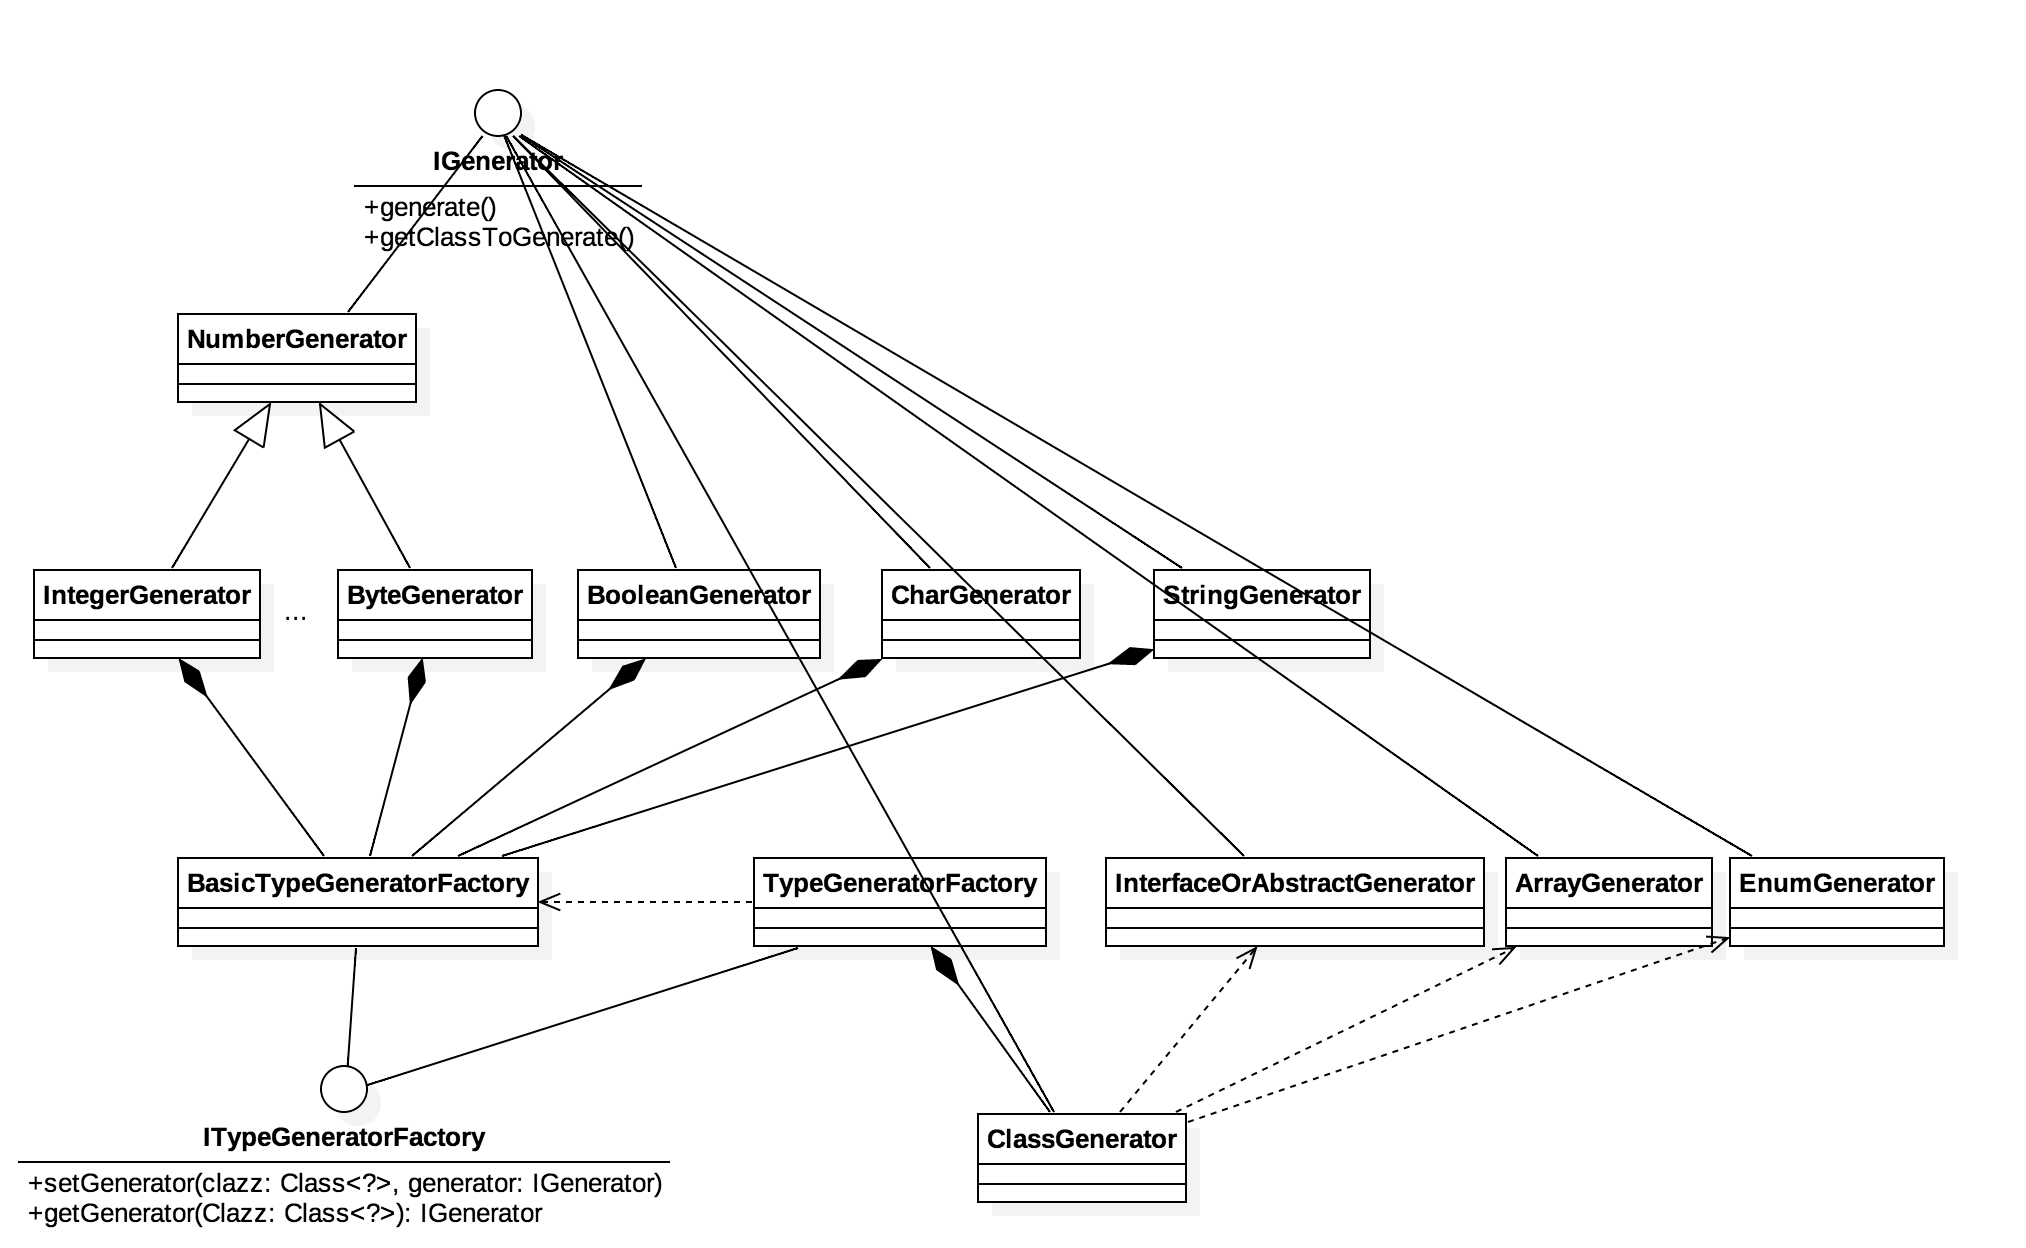 IGenerator
+generate()
+getClassToGenerate()
NumberGenerator
IntegerGenerator
...
ByteGenerator
BooleanGenerator
CharGenerator
StringGenerator
BasicTypeGeneratorFactory
TypeGeneratorFactory
InterfaceOrAbstractGenerator
ArrayGenerator
EnumGenerator
ITypeGeneratorFactory
+setGenerator(clazz: Class<?>, generator: IGenerator)
+getGenerator(Clazz: Class<?>): IGenerator
ClassGenerator